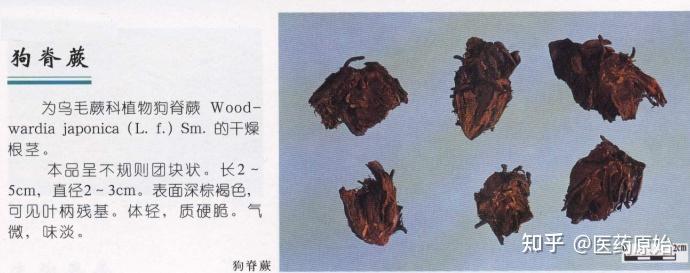 狗脊蕨
为乌毛蕨科植物狗脊蕨 Wood-
wardia japonica (L. f.) Sm. 的干燥
根茎。
本品呈不规则团块状。长2~
5cm，直径2~3cm。表面深棕褐色，
可见叶柄残基。体轻，质硬脆。气
微，味淡。
狗脊蕨
知乎 @医药原始
2cm